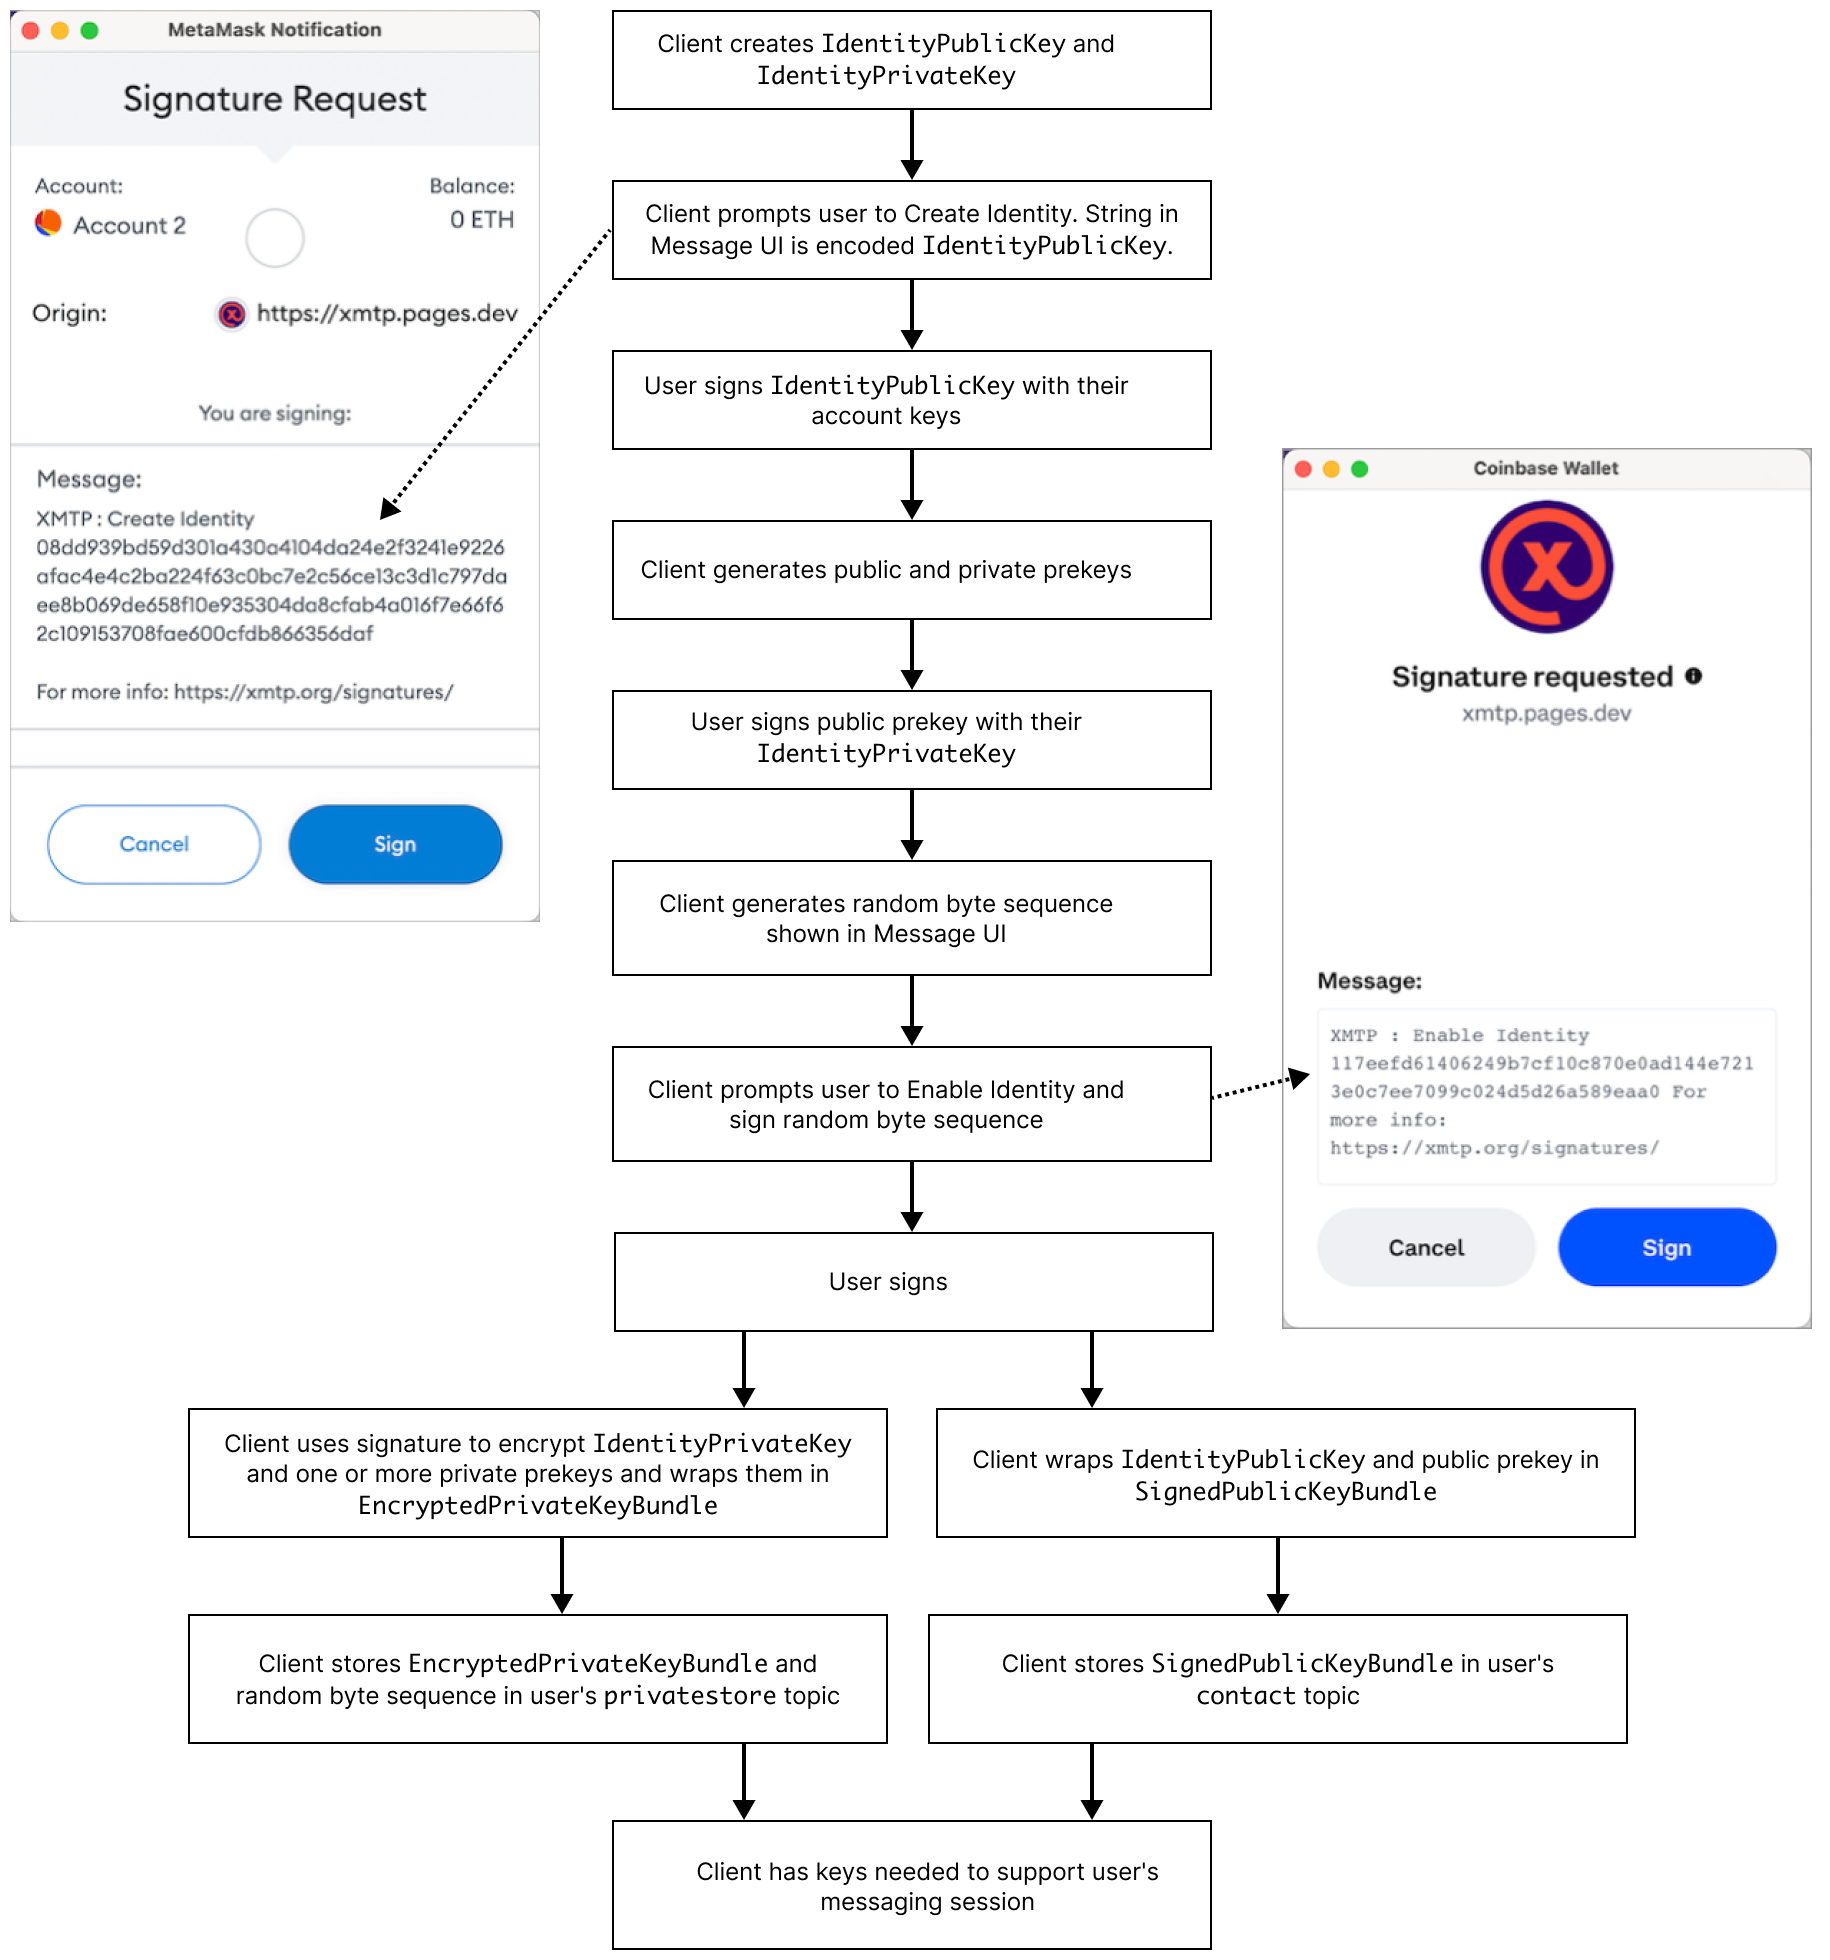 MetaMask Notification
Signature Request
Account:
Balance:
Account 2
0 ETH
Origin:
https://xmtp.pages.dev
You are signing:
Message:
XMTP : Create Identity
08dd939bd59d301a430a4104da24e2f3241e9226
afac4e4c2ba224f63c0bc7e2c56ce13c3d1c797da
ee8b069de658f10e935304da8cfab4a016f7e66f6
2c109153708fae600cfdb866356daf
For more info: https://xmtp.org/signatures/
Cancel
Sign
Client creates IdentityPublicKey and
IdentityPrivateKey
Client prompts user to Create Identity. String in
Message UI is encoded IdentityPublicKey.
User signs IdentityPublicKey with their
account keys
Client generates public and private prekeys
User signs public prekey with their
IdentityPrivateKey
Client generates random byte sequence
shown in Message UI
Client prompts user to Enable Identity and
sign random byte sequence
Coinbase Wallet
Signature requested
xmtp.pages.dev
Message:
XMTP : Enable Identity
117eefd61406249b7cf10c870e0ad144e721
3e0c7ee7099c024d5d26a589eaa0 For
more info:
https://xmtp.org/signatures/
Cancel
Sign
User signs
Client uses signature to encrypt IdentityPrivateKey
and one or more private prekeys and wraps them in
EncryptedPrivateKeyBundle
Client wraps IdentityPublicKey and public prekey in
SignedPublicKeyBundle
Client stores EncryptedPrivateKeyBundle and
random byte sequence in user's privatestore topic
Client stores SignedPublicKeyBundle in user's
contact topic
Client has keys needed to support user's
messaging session